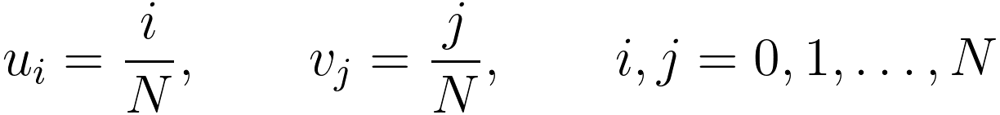 $u_i = \frac{i}{N}, \qquad v_j = \frac{j}{N}, \qquad i, j = 0, 1, \ldots, N$